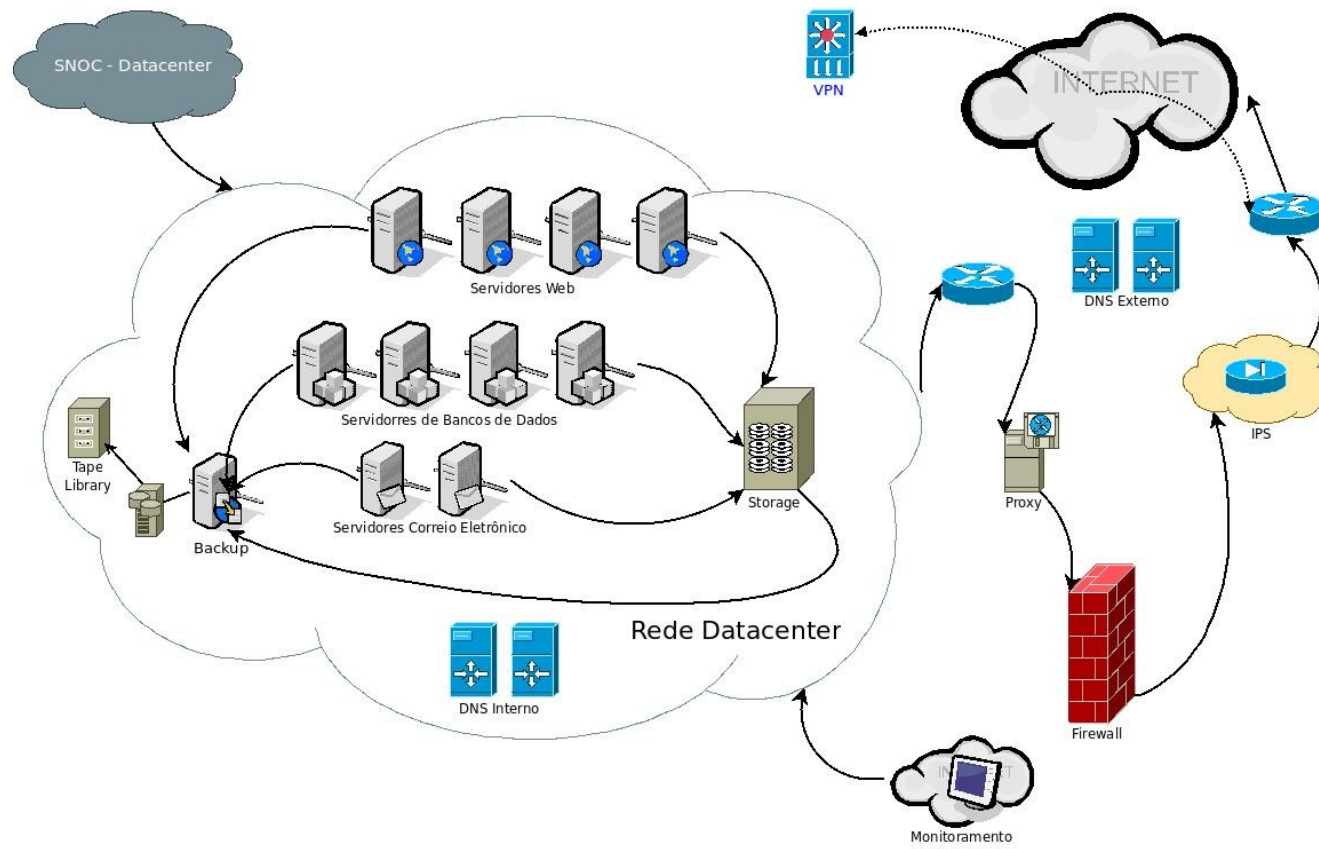 SNOC - Datacenter
VPN
INTERNET
Servidores Web
DNS Externo
Servidorres de Bancos de Dados
IPS
Tape
Library
Storage
Proxy
Servidores Correio Eletrônico
Backup
Rede Datacenter
DNS Interno
Firewall
INTERNET
Monitoramento